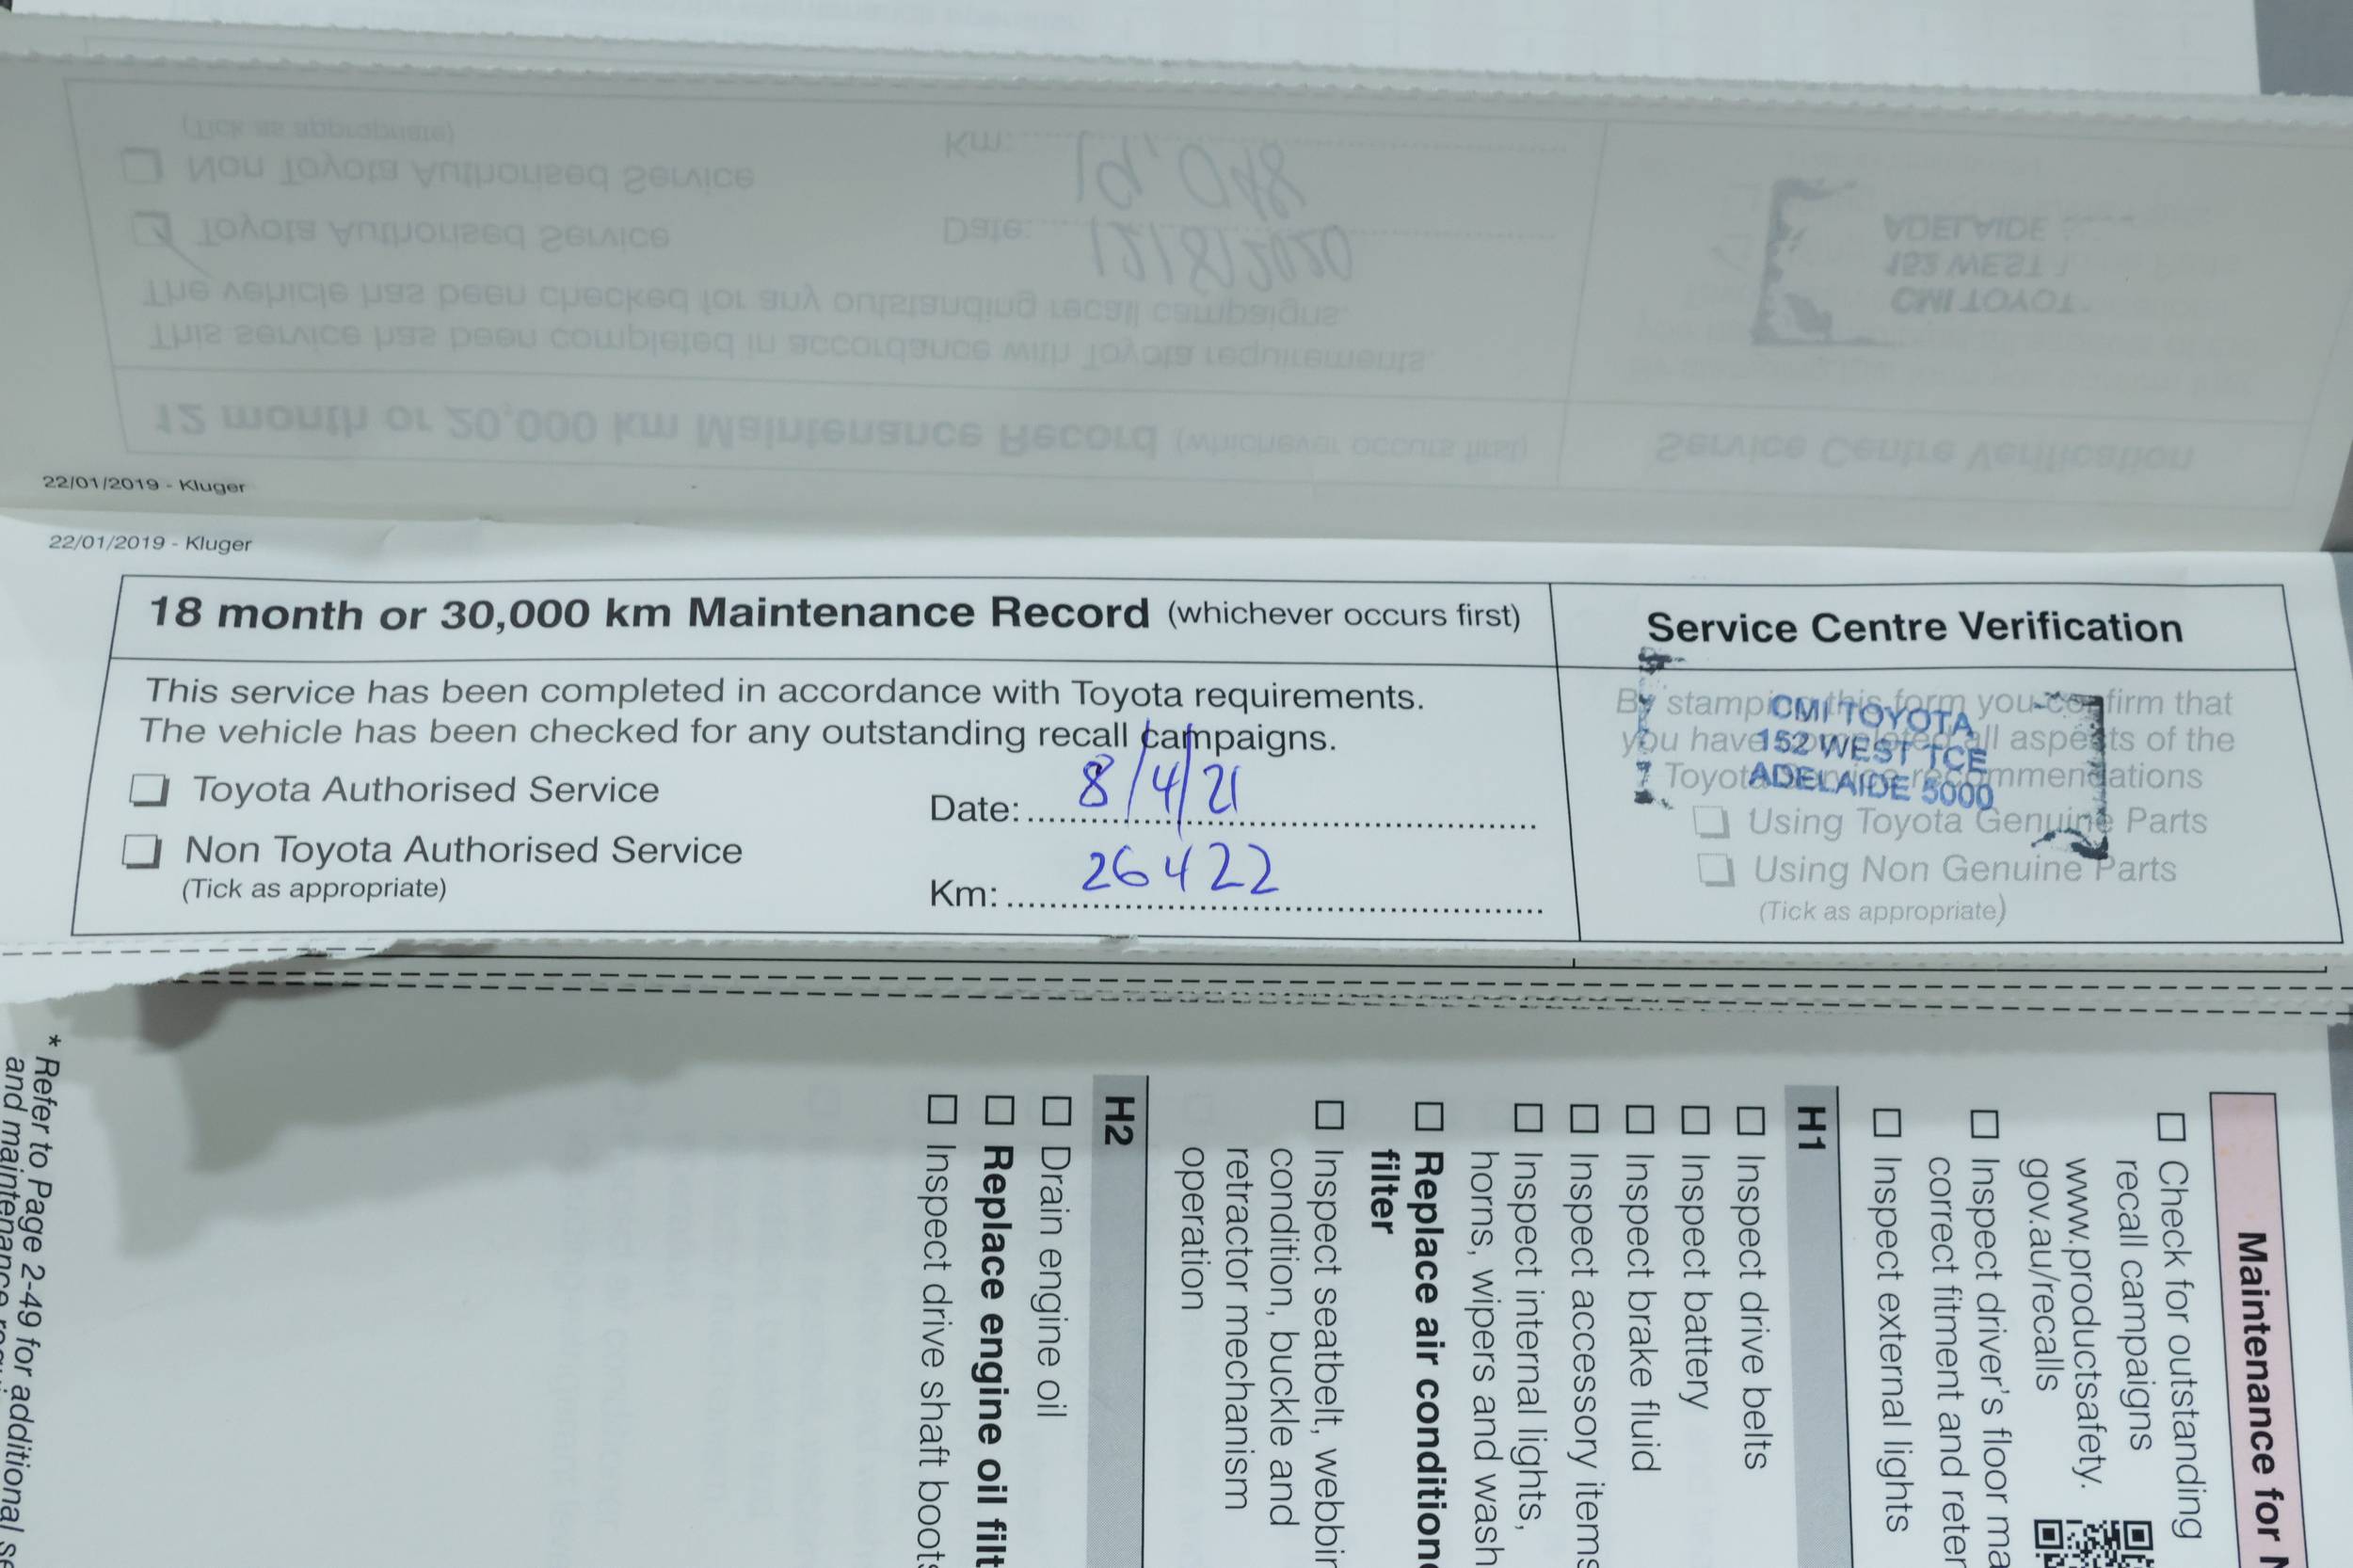 (Tick as appropriate)
Non Toyota Authorised Service
Km:
Toyota Authorised Service
Date: 12/8/2020
The vehicle has been checked for any outstanding recall campaigns.
This service has been completed in accordance with Toyota requirements.
12 month or 20,000 km Maintenance Record (whichever occurs first)
ADELAIDE
152 WEST T
CMI TOYOT
Service Centre Verification
22/01/2019 - Kluger
22/01/2019 - Kluger
18 month or 30,000 km Maintenance Record (whichever occurs first)
This service has been completed in accordance with Toyota requirements.
The vehicle has been checked for any outstanding recall campaigns.
Toyota Authorised Service
Non Toyota Authorised Service
(Tick as appropriate)
Date: 8/4/21
Km: 26422
Service Centre Verification
By stamping this form you confirm that
you have completed all aspects of the
Toyota Service recommendations
CMI TOYOTA
152 WEST TCE
ADELAIDE 5000
Using Toyota Genuine Parts
Using Non Genuine Parts
(Tick as appropriate)
Maintenance for
Check for outstanding
recall campaigns
www.productsafety.
gov.au/recalls
Inspect driver's floor ma
correct fitment and reten
Inspect external lights
H1
Inspect drive belts
Inspect battery
Inspect brake fluid
Inspect accessory items
Inspect internal lights,
horns, wipers and wash
Replace air condition
filter
Inspect seatbelt, webbin
condition, buckle and
retractor mechanism
operation
H2
Drain engine oil
Replace engine oil filt
Inspect drive shaft boots
* Refer to Page 2-49 for additional se
and maintenance